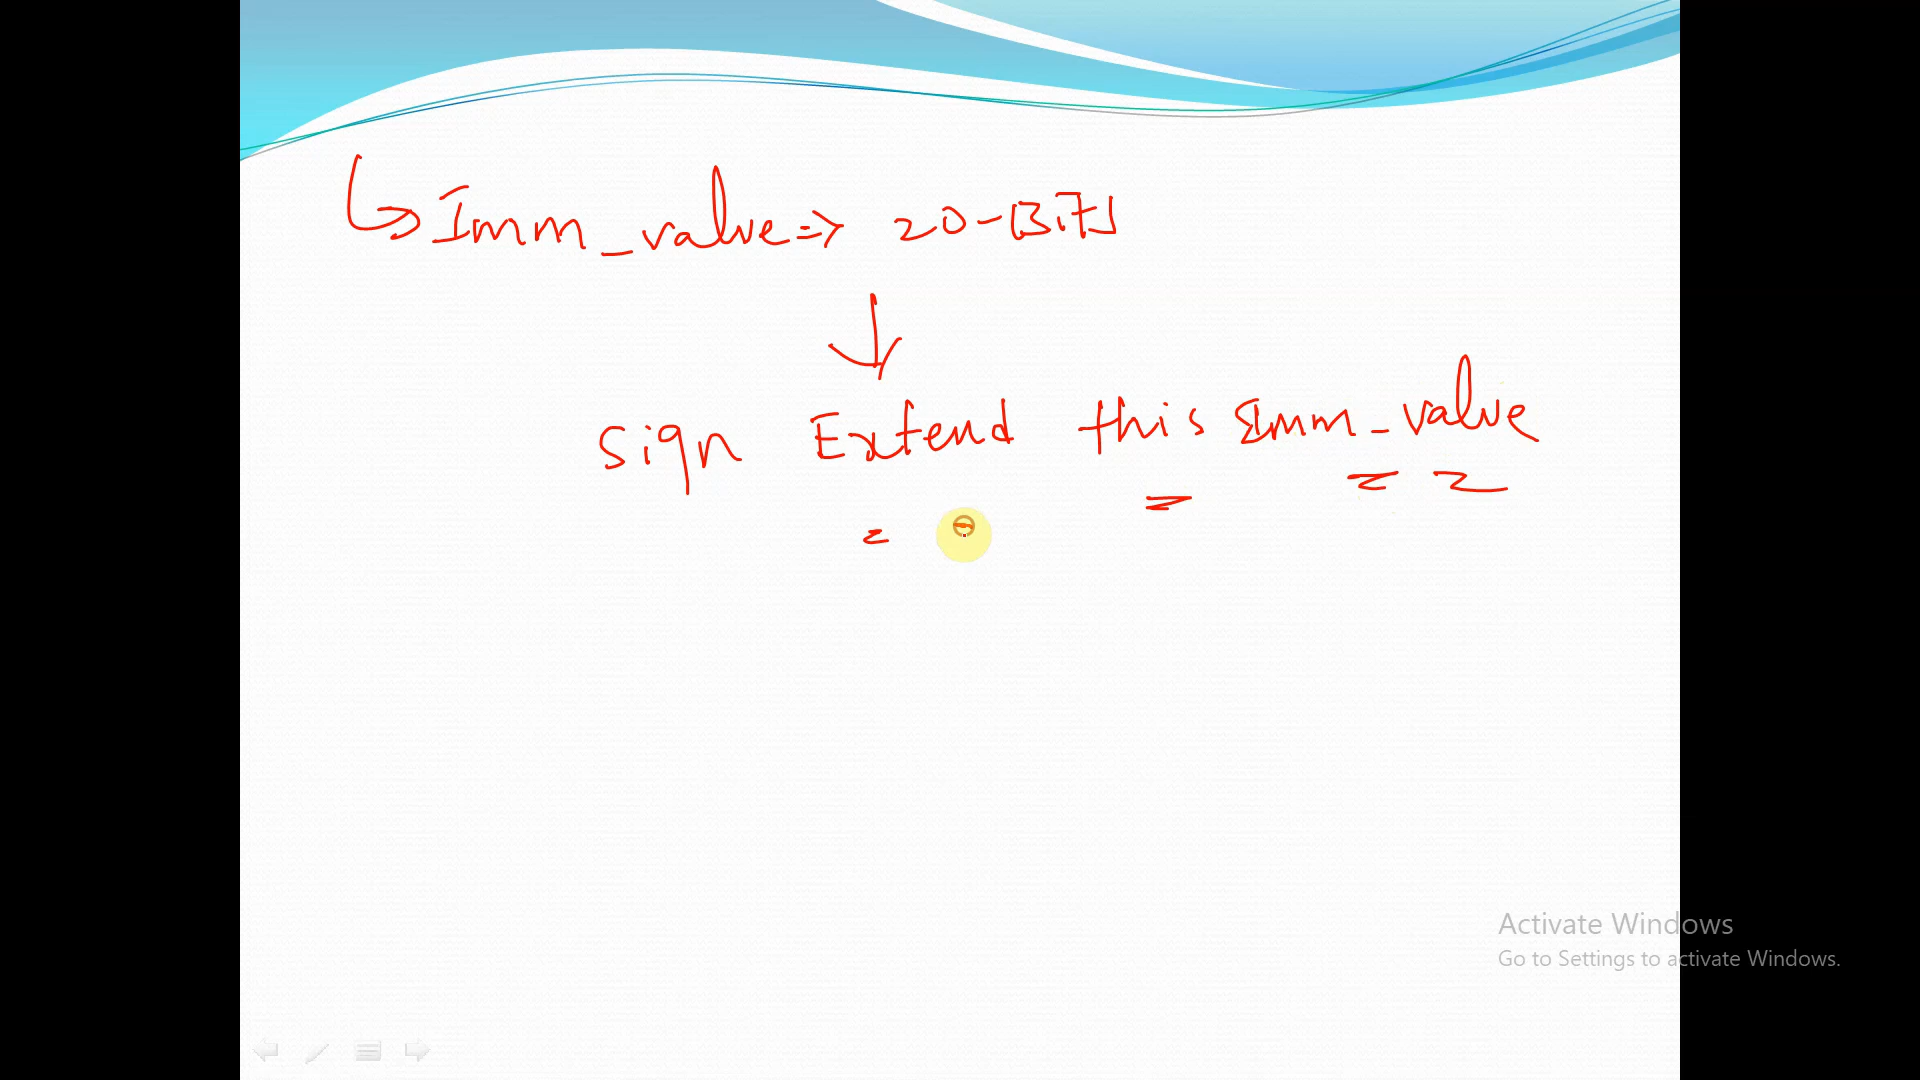 Imm_value => 20-Bits
Sign Extend this Imm_value
Activate Windows
Go to Settings to activate Windows.